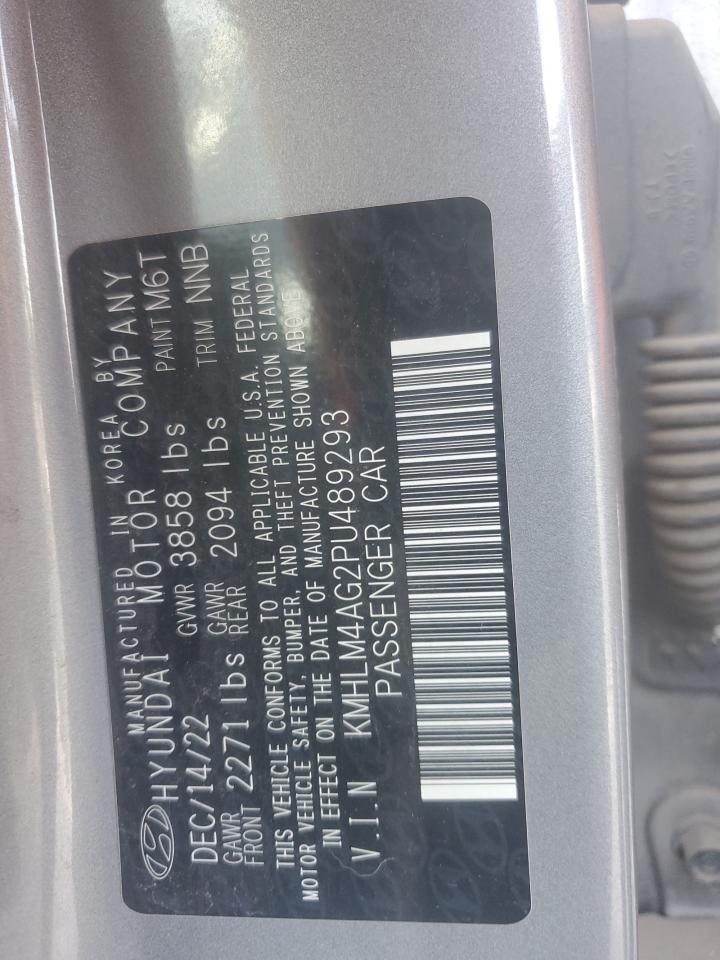 MANUFACTURED IN KOREA BY
HYUNDAI MOTOR COMPANY
DEC/14/22 GVWR 3858 lbs PAINT M6T
GAWR FRONT 2271 lbs GAWR REAR 2094 lbs TRIM NNB
THIS VEHICLE CONFORMS TO ALL APPLICABLE U.S.A. FEDERAL
MOTOR VEHICLE SAFETY, BUMPER, AND THEFT PREVENTION STANDARDS
IN EFFECT ON THE DATE OF MANUFACTURE SHOWN ABOVE
V.I.N KMHLM4AG2PU489293
PASSENGER CAR